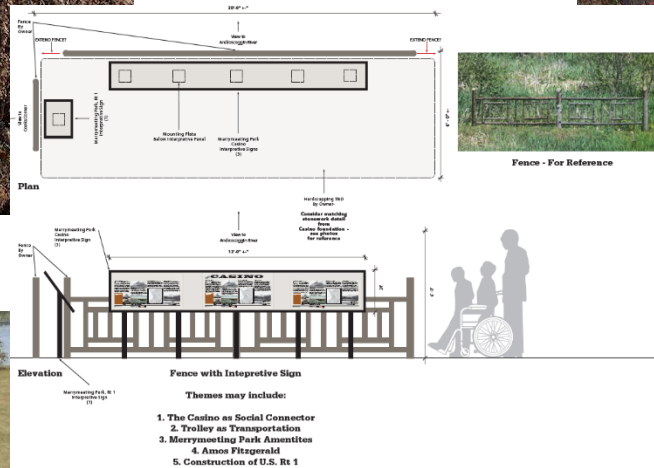 Fence
By
Owner
EXTEND FENCE?
View to
Androscoggin River
EXTEND FENCE?
Merrymeeting Park, Rt 1
Interpretive Sign
(1)
Mounting Plate
Below Interpretive Panel
Merrymeeting Park
Casino
Interpretive Signs
(3)
Plan
Hardscapping TBD
By Owner-
Consider matching
stonework detail
from
Casino foundation -
see photos
for reference
Fence - For Reference
Merrymeeting Park
Casino
Interpretive Sign
(3)
Fence
By
Owner
View to
Androscoggin River
CASINO
Elevation
Merrymeeting Park, Rt 1
Interpretive Sign
(1)
Fence with Intepretive Sign
Themes may include:
1. The Casino as Social Connector
2. Trolley as Transportation
3. Merrymeeting Park Amentites
4. Amos Fitzgerald
5. Construction of U.S. Rt 1